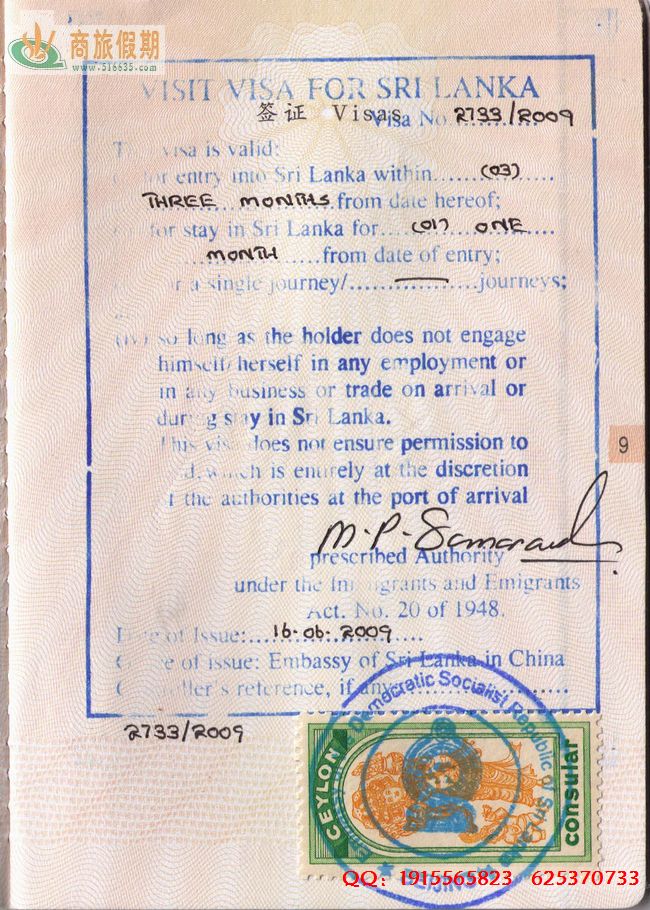 商旅假期
www.516635.com
VISIT VISA FOR SRI LANKA
签证 Visas
Visa No. 2733/2009
This visa is valid:
for entry into Sri Lanka within......(03).....
THREE MONTHS from date hereof;
for stay in Sri Lanka for....(01) ONE....
MONTH......from date of entry;
a single journey/..................journeys;
(iv) so long as the holder does not engage
himself/herself in any employment or
in any business or trade on arrival or
during stay in Sri Lanka.
This visa does not ensure permission to
which is entirely at the discretion
the authorities at the port of arrival
9
M.P.
prescribed Authority
under the Immigrants and Emigrants
Act. No. 20 of 1948.
Date of Issue:...16.06.2009....
of issue: Embassy of Sri Lanka in China
reference, if any
2733/2009
Democratic Socialist Republic of Sri Lanka
CEYLON
consular
QQ: 1915565823 625370733